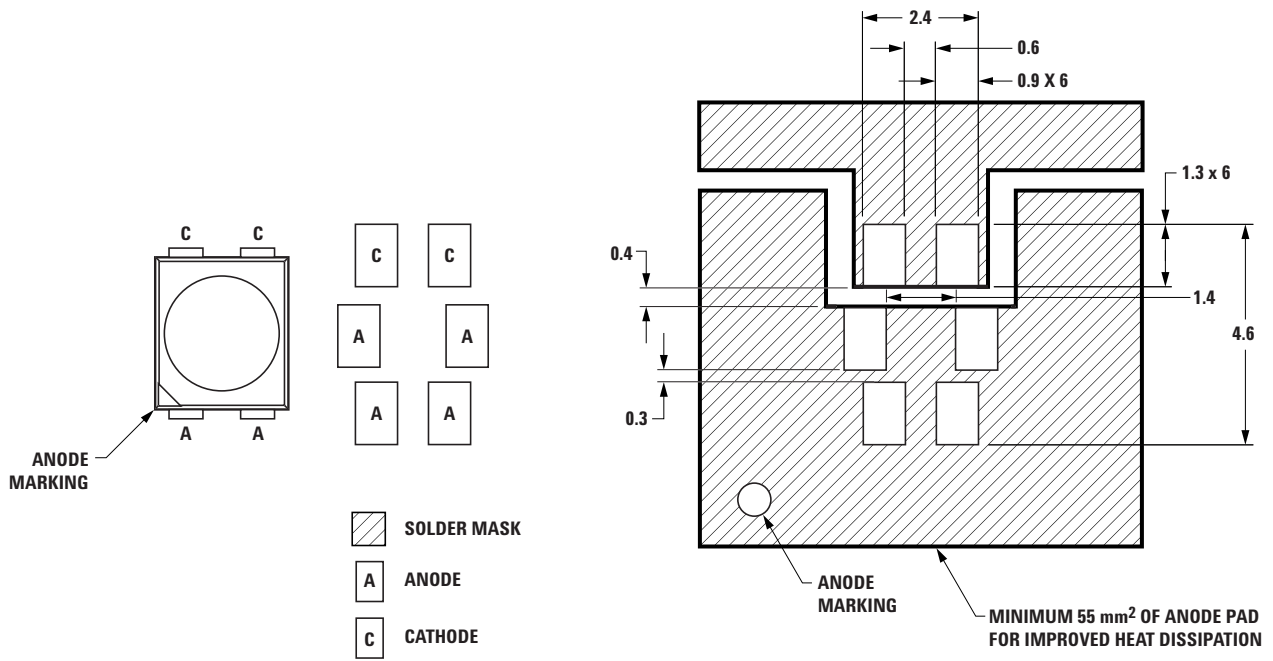 2.4
0.6
0.9 X 6
1.3 x 6
0.4
1.4
4.6
0.3
C C
C C
A A
A A
A A
ANODE
MARKING
SOLDER MASK
A ANODE
C CATHODE
ANODE
MARKING
MINIMUM 55 mm² OF ANODE PAD
FOR IMPROVED HEAT DISSIPATION